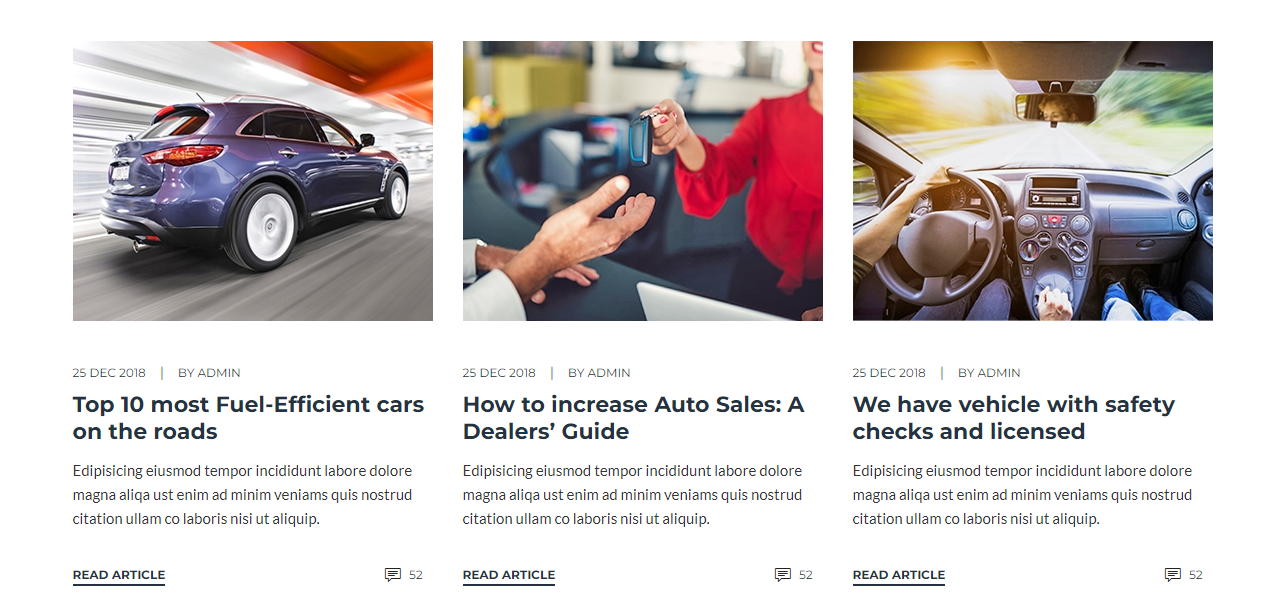 25 DEC 2018 | BY ADMIN
Top 10 most Fuel-Efficient cars
on the roads
Edipisicing eiusmod tempor incididunt labore dolore
magna aliqa ust enim ad minim veniams quis nostrud
citation ullam co laboris nisi ut aliquip.
READ ARTICLE 52
25 DEC 2018 | BY ADMIN
How to increase Auto Sales: A
Dealers’ Guide
Edipisicing eiusmod tempor incididunt labore dolore
magna aliqa ust enim ad minim veniams quis nostrud
citation ullam co laboris nisi ut aliquip.
READ ARTICLE 52
25 DEC 2018 | BY ADMIN
We have vehicle with safety
checks and licensed
Edipisicing eiusmod tempor incididunt labore dolore
magna aliqa ust enim ad minim veniams quis nostrud
citation ullam co laboris nisi ut aliquip.
READ ARTICLE 52